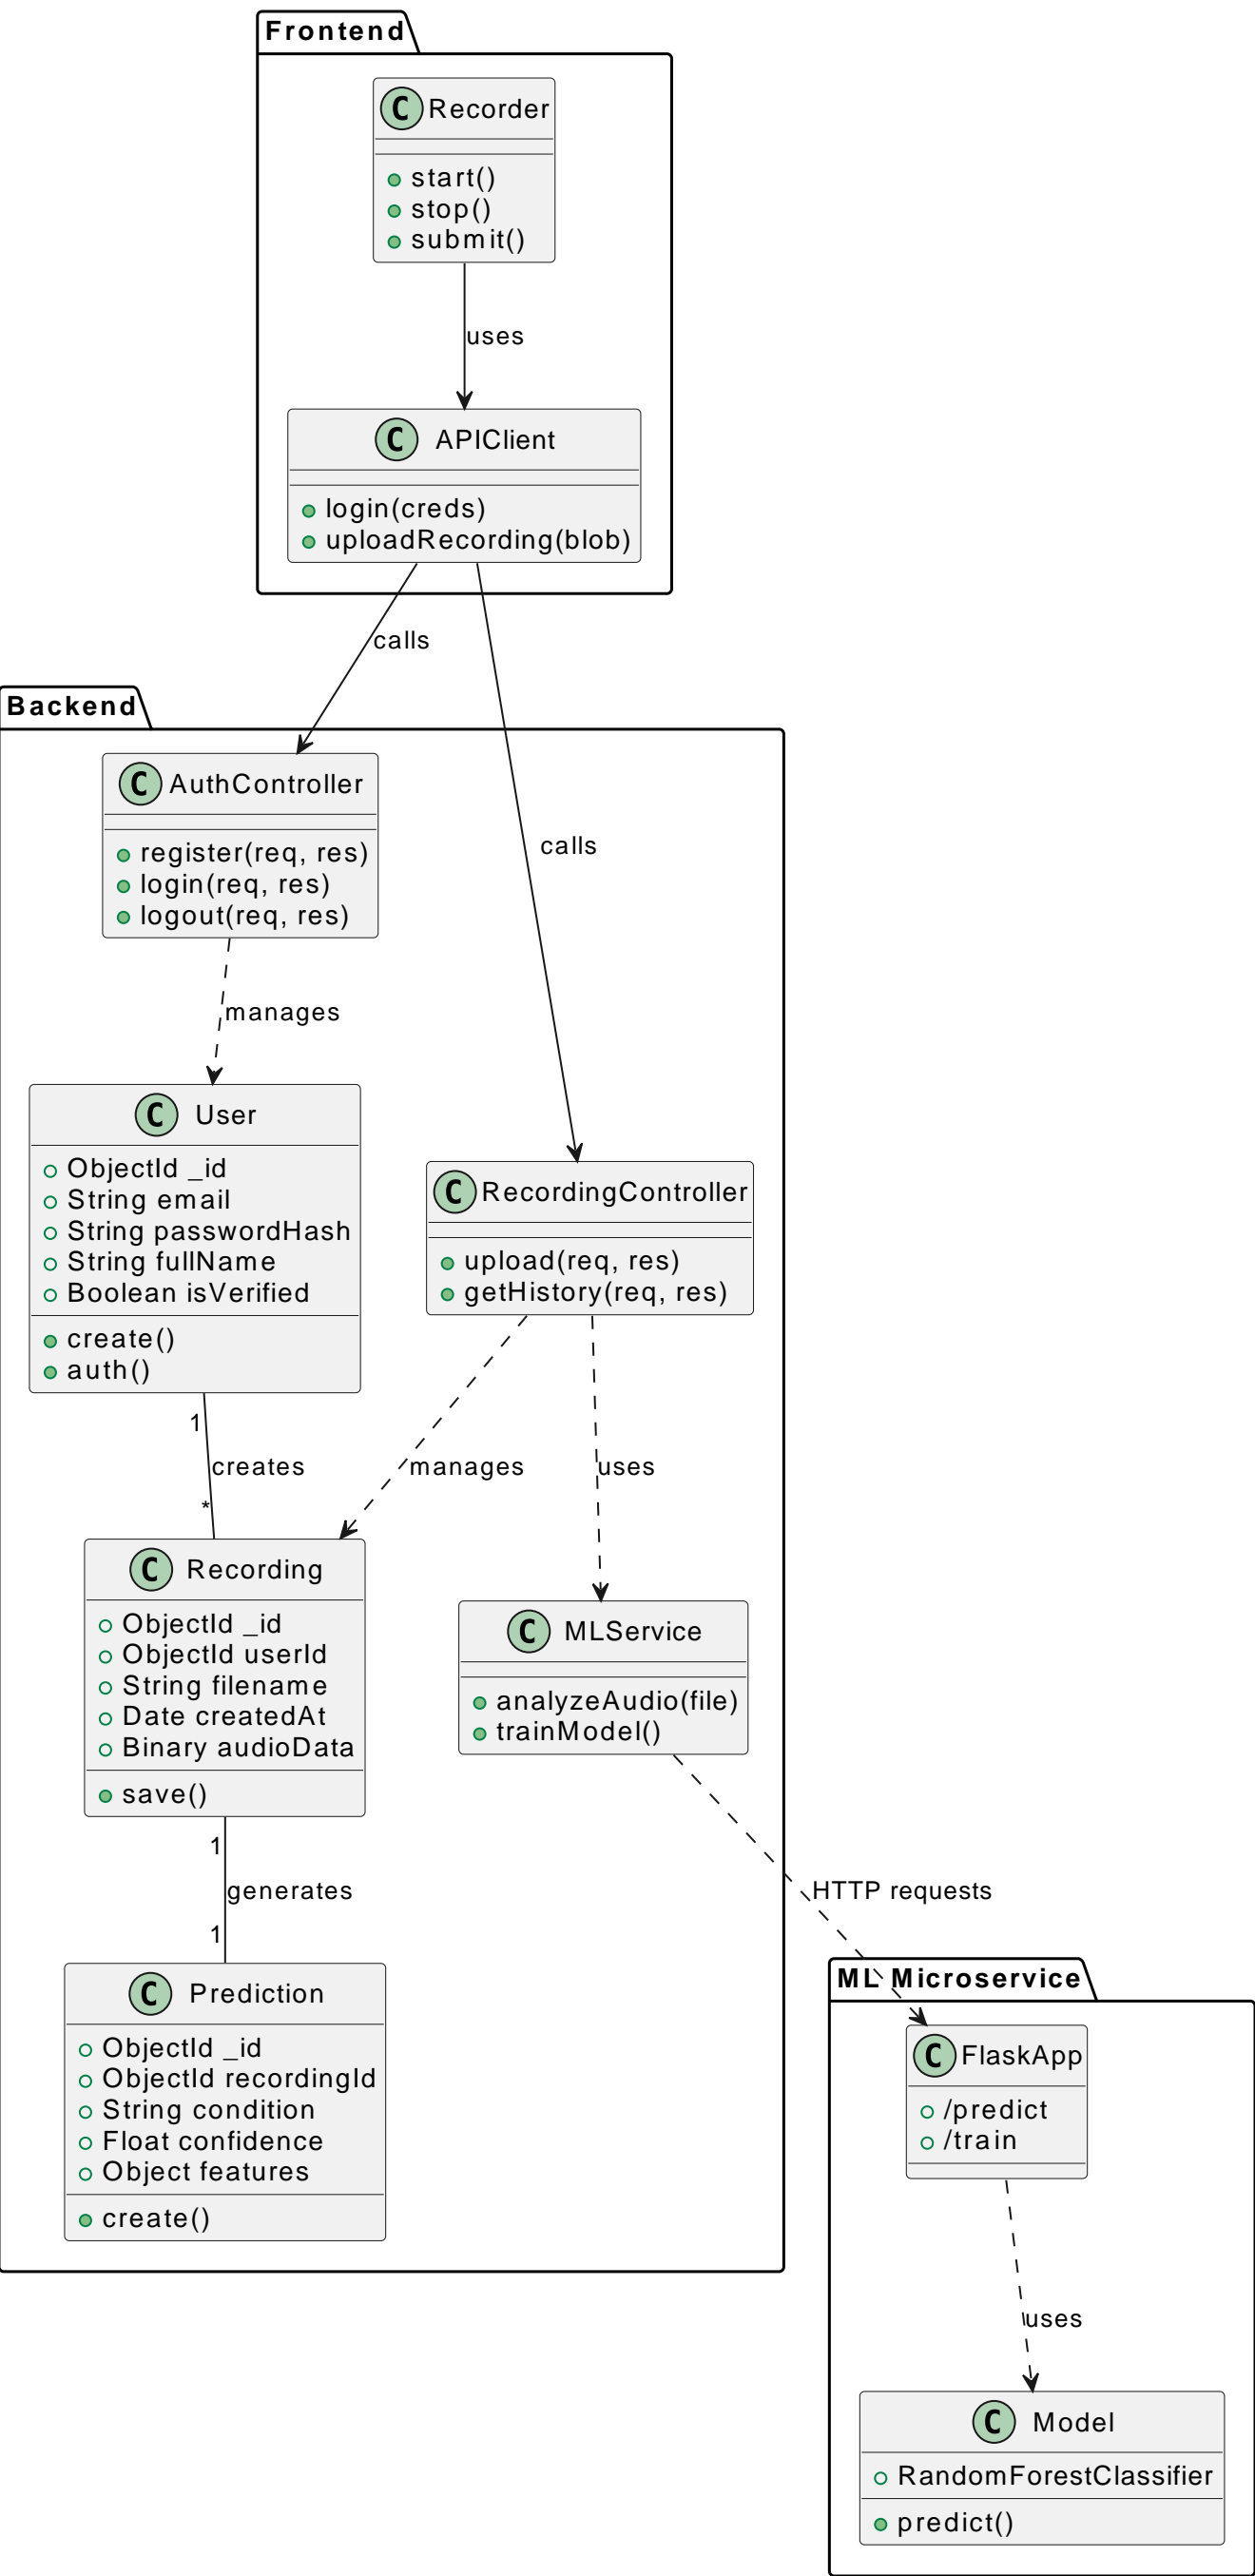 Frontend
C Recorder
start()
stop()
submit()
uses
C APIClient
login(creds)
uploadRecording(blob)
calls
Backend
C AuthController
register(req, res)
login(req, res)
logout(req, res)
calls
manages
C User
ObjectId _id
String email
String passwordHash
String fullName
Boolean isVerified
create()
auth()
C RecordingController
upload(req, res)
getHistory(req, res)
1
creates
*
manages
uses
C Recording
ObjectId _id
ObjectId userId
String filename
Date createdAt
Binary audioData
save()
C MLService
analyzeAudio(file)
trainModel()
1
generates
1
HTTP requests
C Prediction
ObjectId _id
ObjectId recordingId
String condition
Float confidence
Object features
create()
ML Microservice
C FlaskApp
/predict
/train
uses
C Model
RandomForestClassifier
predict()